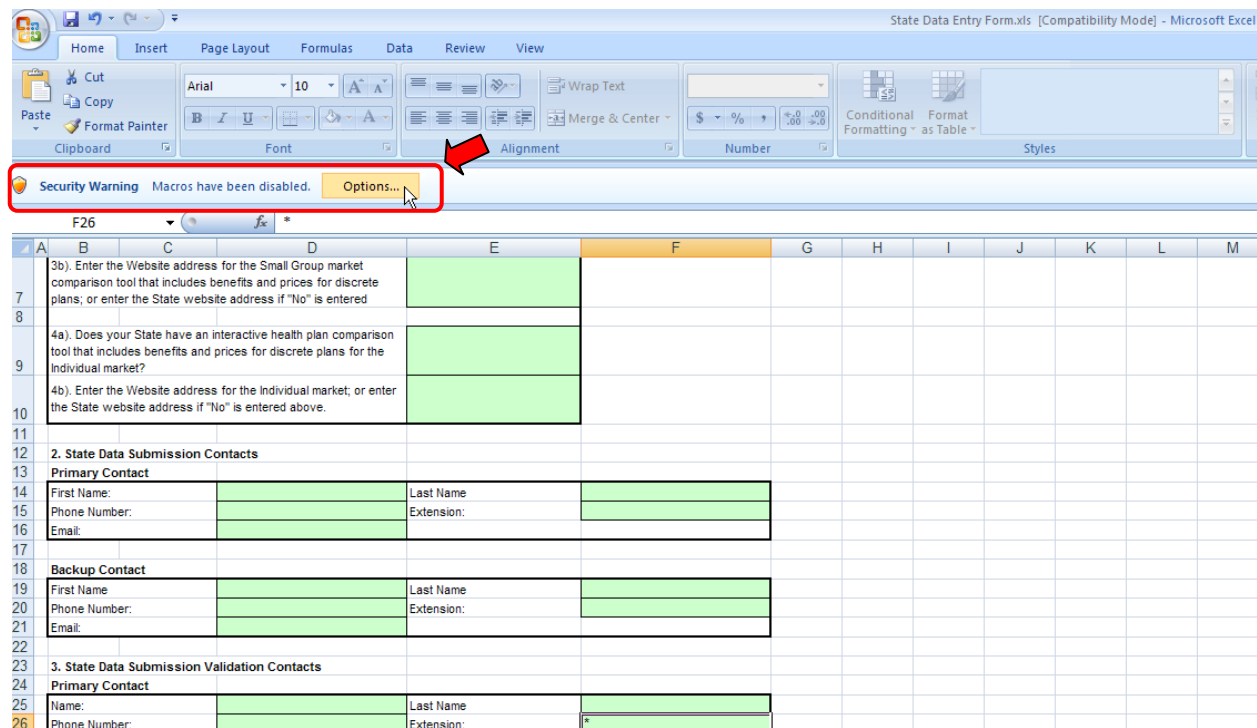 State Data Entry Form.xls [Compatibility Mode] - Microsoft Excel
Home Insert Page Layout Formulas Data Review View
Cut
Copy
Format Painter
Paste
Clipboard
Arial 10 A A
B I U A
Font
Wrap Text
Merge & Center
Alignment
$ % , .0 .00 .00 .0
Number
Conditional Formatting
Format as Table
Styles
Security Warning Macros have been disabled. Options...
F26 fx *
A B C D E F G H I J K L M
3b). Enter the Website address for the Small Group market
comparison tool that includes benefits and prices for discrete
7 plans; or enter the State website address if "No" is entered
8
4a). Does your State have an interactive health plan comparison
tool that includes benefits and prices for discrete plans for the
9 Individual market?
4b). Enter the Website address for the Individual market; or enter
10 the State website address if "No" is entered above.
11
12 2. State Data Submission Contacts
13 Primary Contact
14 First Name: Last Name
15 Phone Number: Extension:
16 Email:
17
18 Backup Contact
19 First Name Last Name
20 Phone Number: Extension:
21 Email:
22
23 3. State Data Submission Validation Contacts
24 Primary Contact
25 Name: Last Name
26 Phone Number: Extension: *